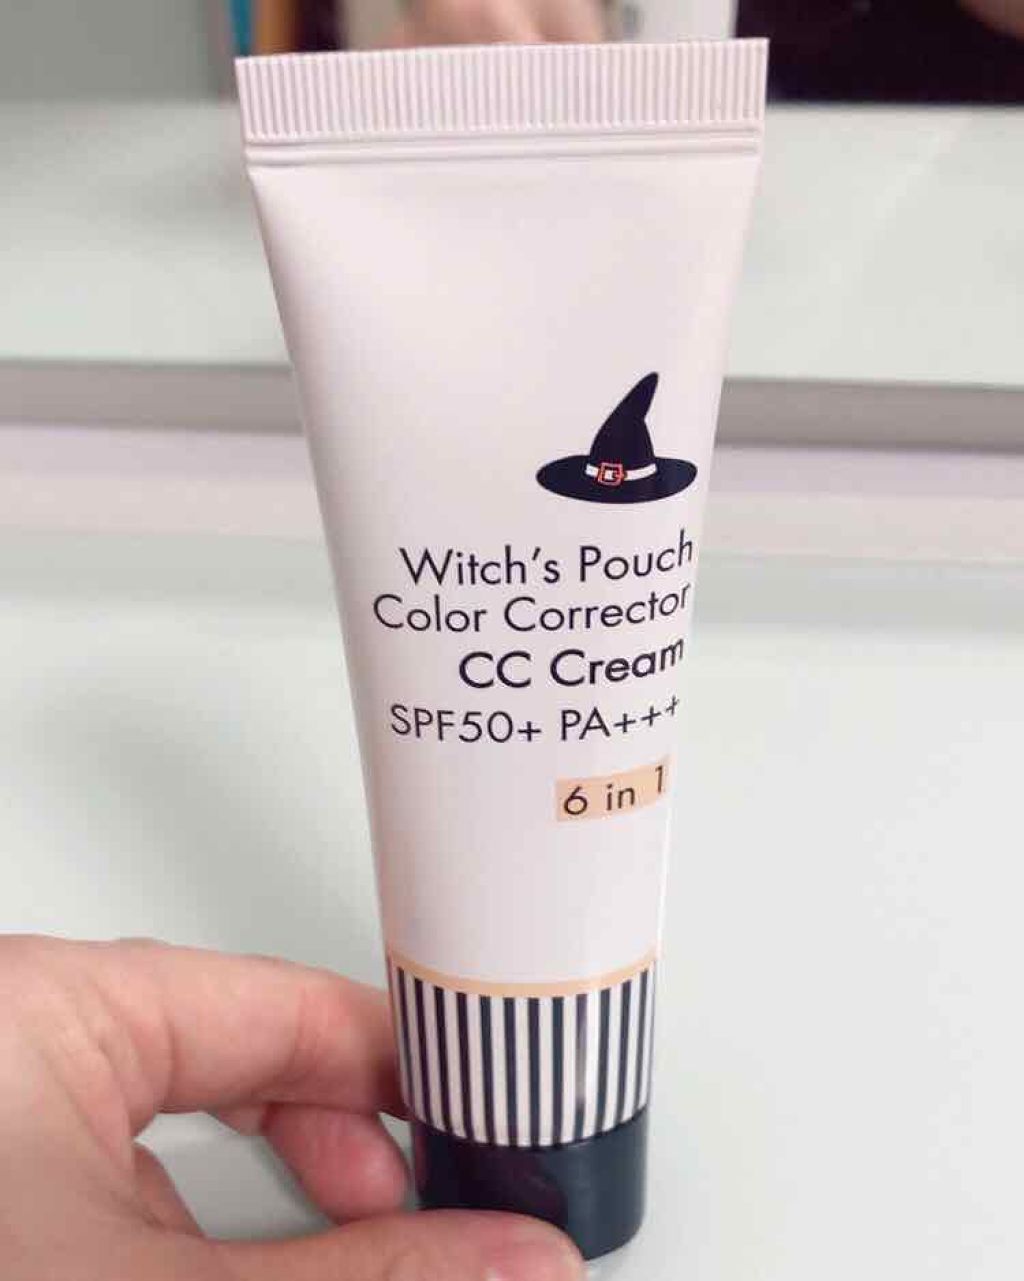 Witch's Pouch
Color Corrector
CC Cream
SPF50+ PA+++
6 in 1